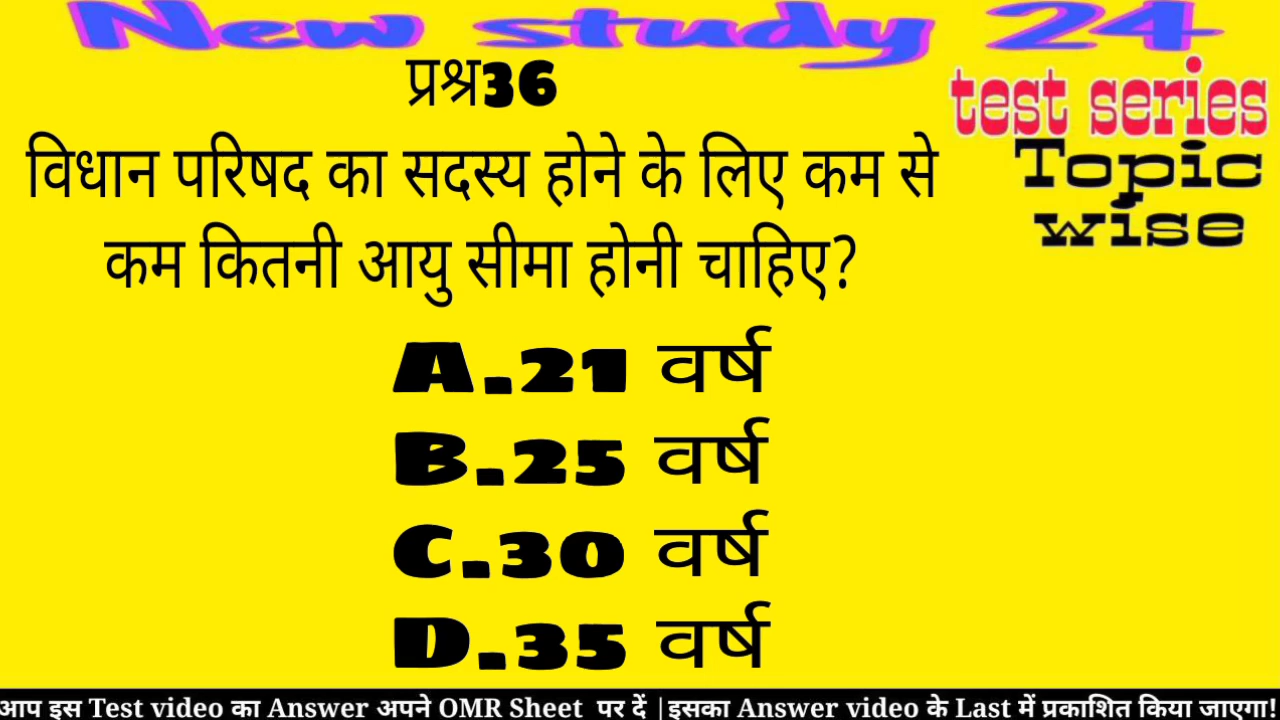 New study 24
प्रश्न36
test series
Topic
wise
विधान परिषद का सदस्य होने के लिए कम से
कम कितनी आयु सीमा होनी चाहिए?
A.21 वर्ष
B.25 वर्ष
C.30 वर्ष
D.35 वर्ष
आप इस Test video का Answer अपने OMR Sheet पर दें |इसका Answer video के Last में प्रकाशित किया जाएगा!